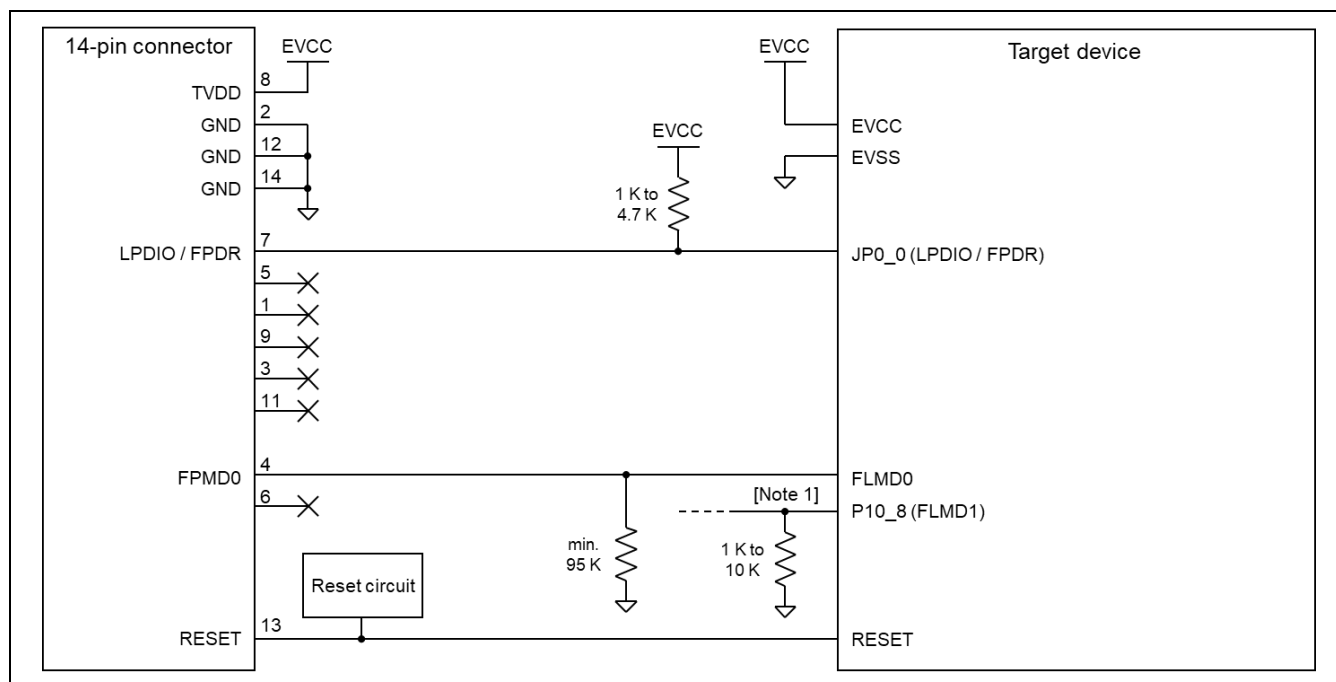 14-pin connector
EVCC
EVCC
Target device
8
TVDD
2
GND
EVCC
EVCC
12
GND
EVSS
14
GND
1 K to
4.7 K
7
LPDIO / FPDR
JP0_0 (LPDIO / FPDR)
5
1
9
3
11
4
FPMD0
FLMD0
6
[Note 1]
P10_8 (FLMD1)
min.
95 K
1 K to
10 K
Reset circuit
13
RESET
RESET